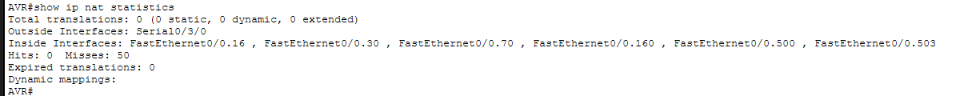 AVR#show ip nat statistics
Total translations: 0 (0 static, 0 dynamic, 0 extended)
Outside Interfaces: Serial0/3/0
Inside Interfaces: FastEthernet0/0.16 , FastEthernet0/0.30 , FastEthernet0/0.70 , FastEthernet0/0.160 , FastEthernet0/0.500 , FastEthernet0/0.503
Hits: 0 Misses: 50
Expired translations: 0
Dynamic mappings:
AVR#